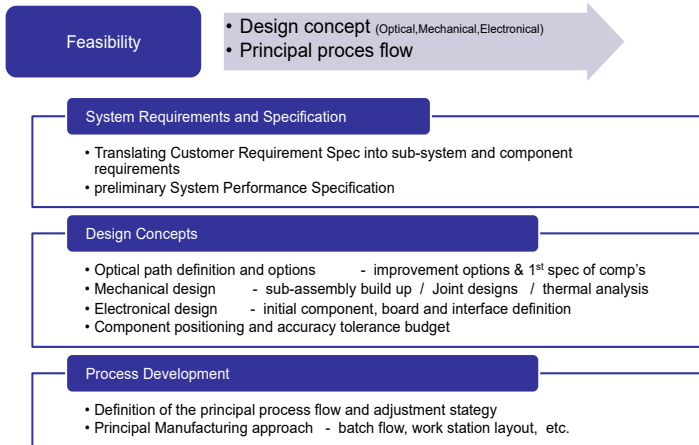 Feasibility
• Design concept (Optical,Mechanical,Electronical)
• Principal proces flow
System Requirements and Specification
• Translating Customer Requirement Spec into sub-system and component
requirements
• preliminary System Performance Specification
Design Concepts
• Optical path definition and options - improvement options & 1st spec of comp's
• Mechanical design - sub-assembly build up / Joint designs / thermal analysis
• Electronical design - initial component, board and interface definition
• Component positioning and accuracy tolerance budget
Process Development
• Definition of the principal process flow and adjustment stategy
• Principal Manufacturing approach - batch flow, work station layout, etc.